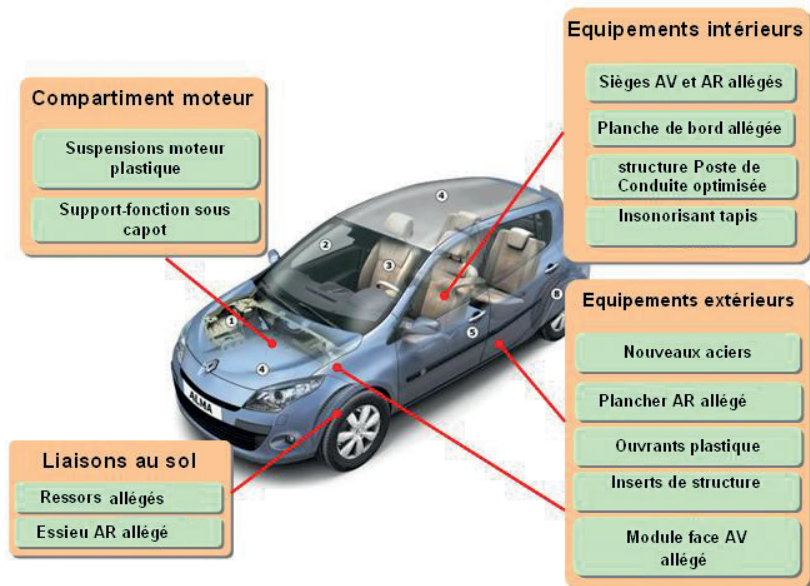 Compartiment moteur
Suspensions moteur
plastique
Support-fonction sous
capot
Equipements intérieurs
Sièges AV et AR allégés
Planche de bord allégée
structure Poste de
Conduite optimisée
Insonorisant tapis
Equipements extérieurs
Nouveaux aciers
Plancher AR allégé
Ouvrants plastique
Inserts de structure
Module face AV
allégé
Liaisons au sol
Ressors allégés
Essieu AR allégé
4
2
3
1
8
5
4
ALMA